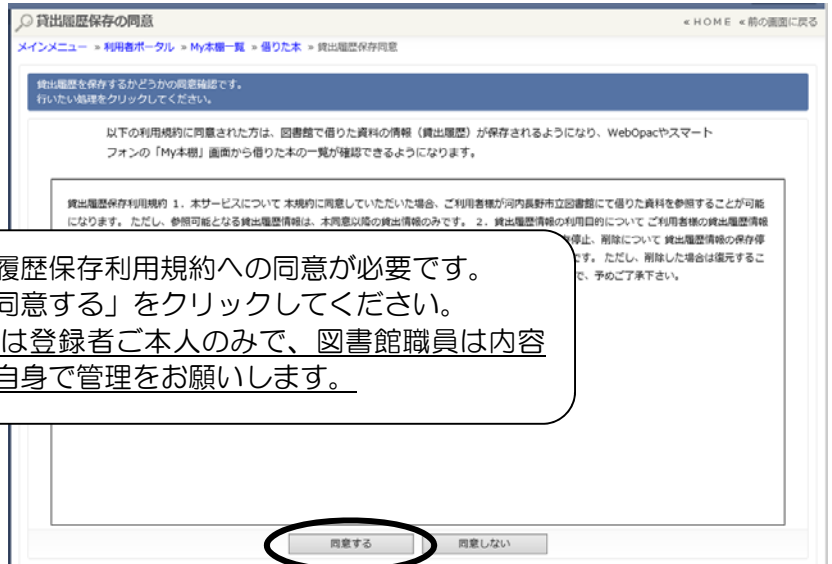 貸出履歴保存の同意
«HOME «前の画面に戻る
メインメニュー » 利用者ポータル » My本棚一覧 » 借りた本 » 貸出履歴保存同意
貸出履歴を保存するかどうかの同意確認です。
行いたい処理をクリックしてください。
以下の利用規約に同意された方は、図書館で借りた資料の情報（貸出履歴）が保存されるようになり、WebOpacやスマート
フォンの「My本棚」画面から借りた本の一覧が確認できるようになります。
貸出履歴保存利用規約 1．本サービスについて 本規約に同意していただいた場合、ご利用者様が河内長野市立図書館にて借りた資料を参照することが可能
になります。 ただし、参照可能となる貸出履歴情報は、本同意以降の貸出情報のみです。 2．貸出履歴情報の利用目的について ご利用者様の貸出履歴情報
停止、削除について 貸出履歴情報の保存停
です。 ただし、削除した場合は復元するこ
で、予めご了承下さい。
履歴保存利用規約への同意が必要です。
同意する」をクリックしてください。
は登録者ご本人のみで、図書館職員は内容
自身で管理をお願いします。
同意する 同意しない